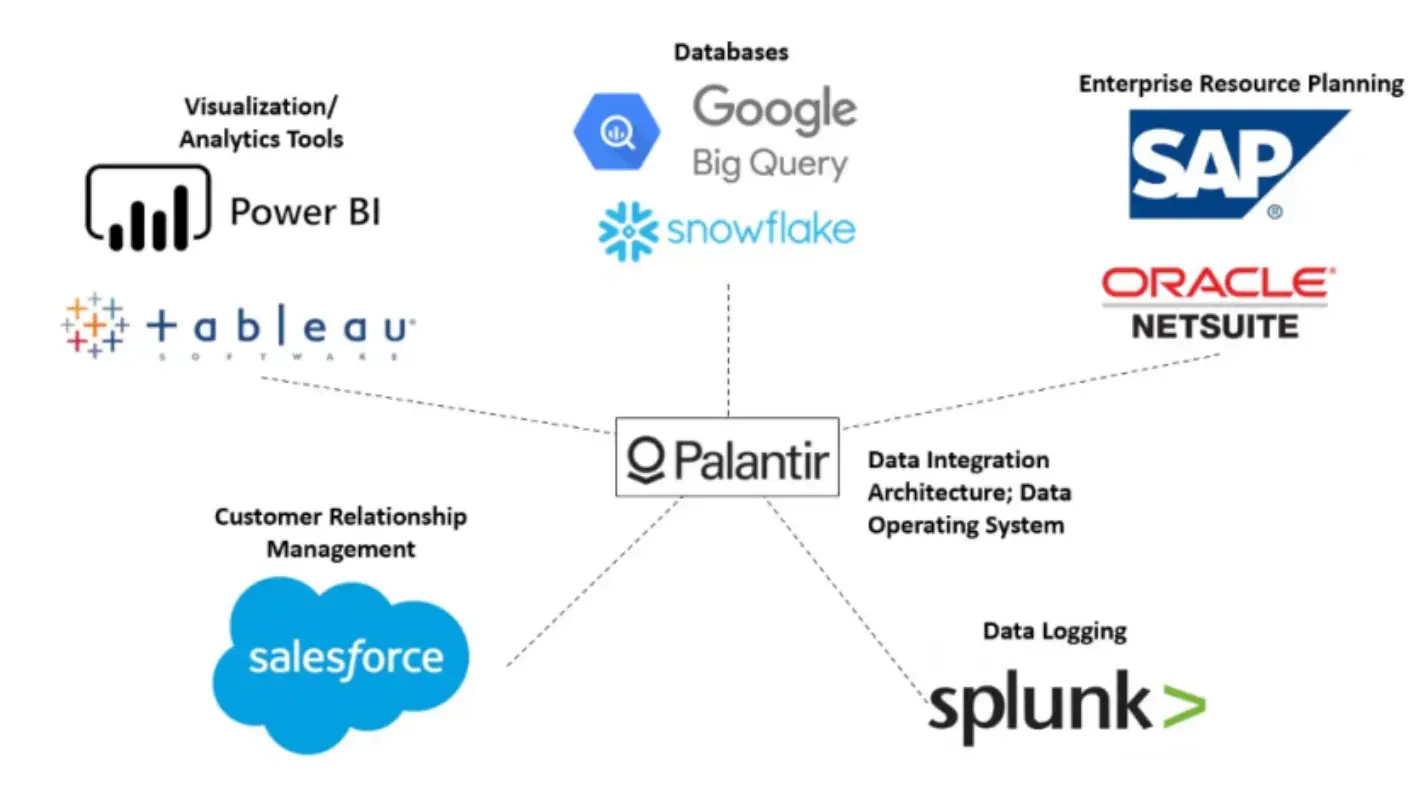 Databases
Google
Big Query
snowflake
Visualization/
Analytics Tools
Power BI
+ableau®
SOFTWARE
Enterprise Resource Planning
SAP
®
ORACLE®
NETSUITE
Palantir
Data Integration
Architecture; Data
Operating System
Customer Relationship
Management
salesforce
Data Logging
splunk>